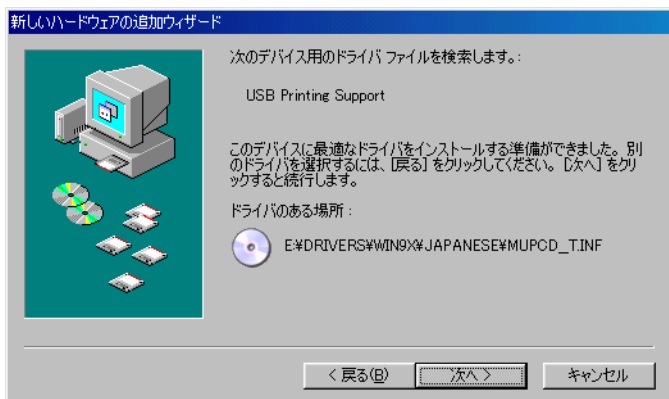 新しいハードウェアの追加ウィザード
次のデバイス用のドライバ ファイルを検索します。:
USB Printing Support
このデバイスに最適なドライバをインストールする準備ができました。別
のドライバを選択するには、[戻る] をクリックしてください。[次へ] をクリ
ックすると続行します。
ドライバのある場所 :
E:¥DRIVERS¥WIN9X¥JAPANESE¥MUPCD_T.INF
< 戻る(B)
次へ >
キャンセル